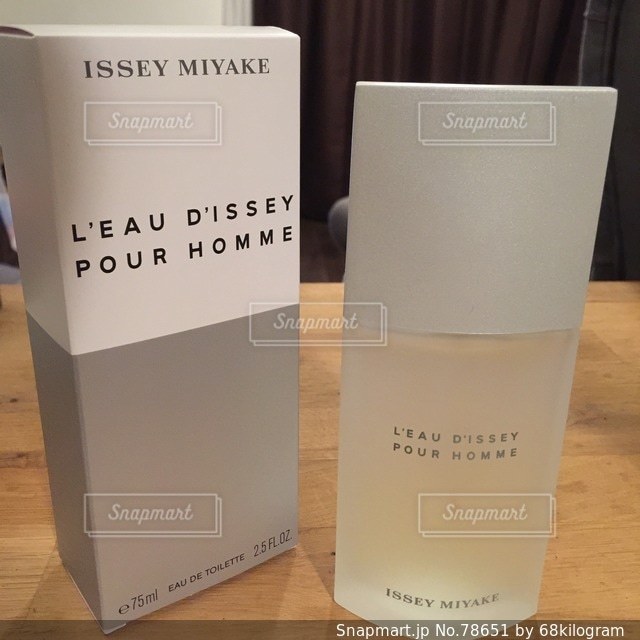 ISSEY MIYAKE
L'EAU D'ISSEY
POUR HOMME
℮75ml EAU DE TOILETTE 2.5 FL.OZ.
L'EAU D'ISSEY
POUR HOMME
ISSEY MIYAKE
Snapmart
Snapmart
Snapmart
Snapmart
Snapmart
Snapmart.jp No.78651 by 68kilogram